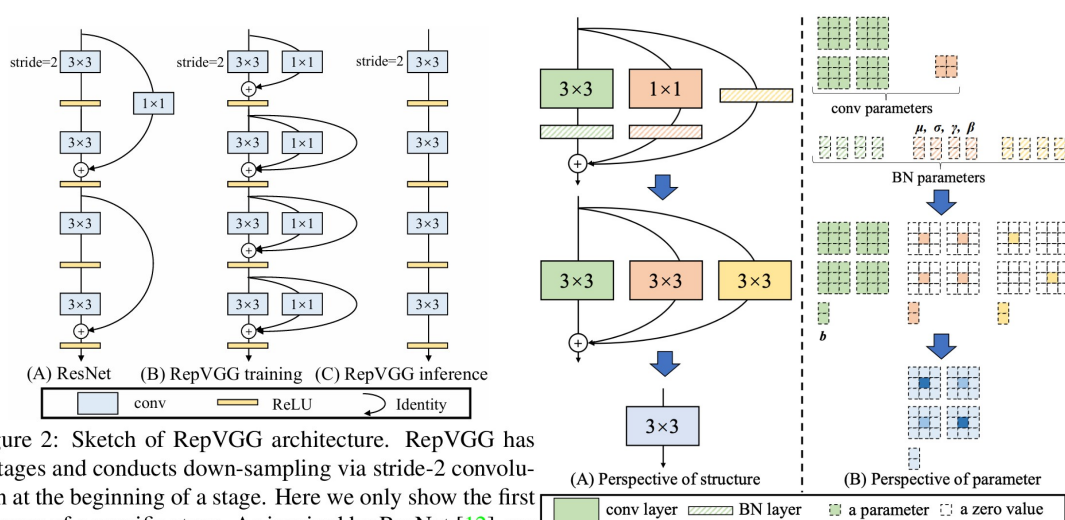 stride=2
3×3
1×1
3×3
3×3
3×3
(A) ResNet
stride=2
3×3
1×1
3×3
1×1
3×3
1×1
3×3
1×1
(B) RepVGG training
stride=2
3×3
3×3
3×3
3×3
(C) RepVGG inference
conv
ReLU
Identity
gure 2: Sketch of RepVGG architecture. RepVGG has
tages and conducts down-sampling via stride-2 convolu-
n at the beginning of a stage. Here we only show the first
3×3
1×1
3×3
3×3
3×3
3×3
(A) Perspective of structure
conv parameters
μ, σ, γ, β
BN parameters
b
(B) Perspective of parameter
conv layer
BN layer
a parameter
a zero value